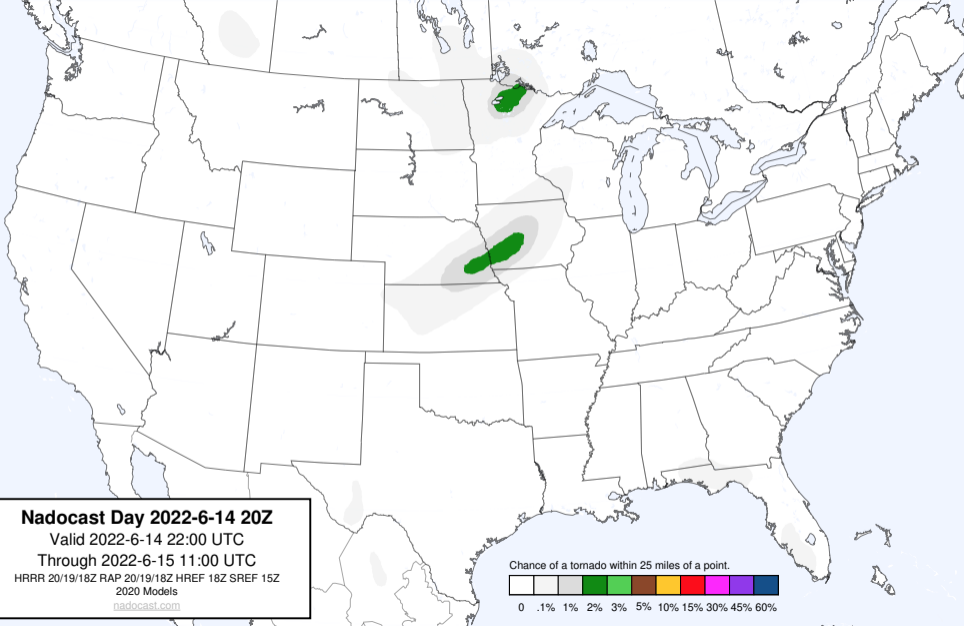 Nadocast Day 2022-6-14 20Z
Valid 2022-6-14 22:00 UTC
Through 2022-6-15 11:00 UTC
HRRR 20/19/18Z RAP 20/19/18Z HREF 18Z SREF 15Z
2020 Models
nadocast.com
Chance of a tornado within 25 miles of a point.
0 .1% 1% 2% 3% 5% 10% 15% 30% 45% 60%